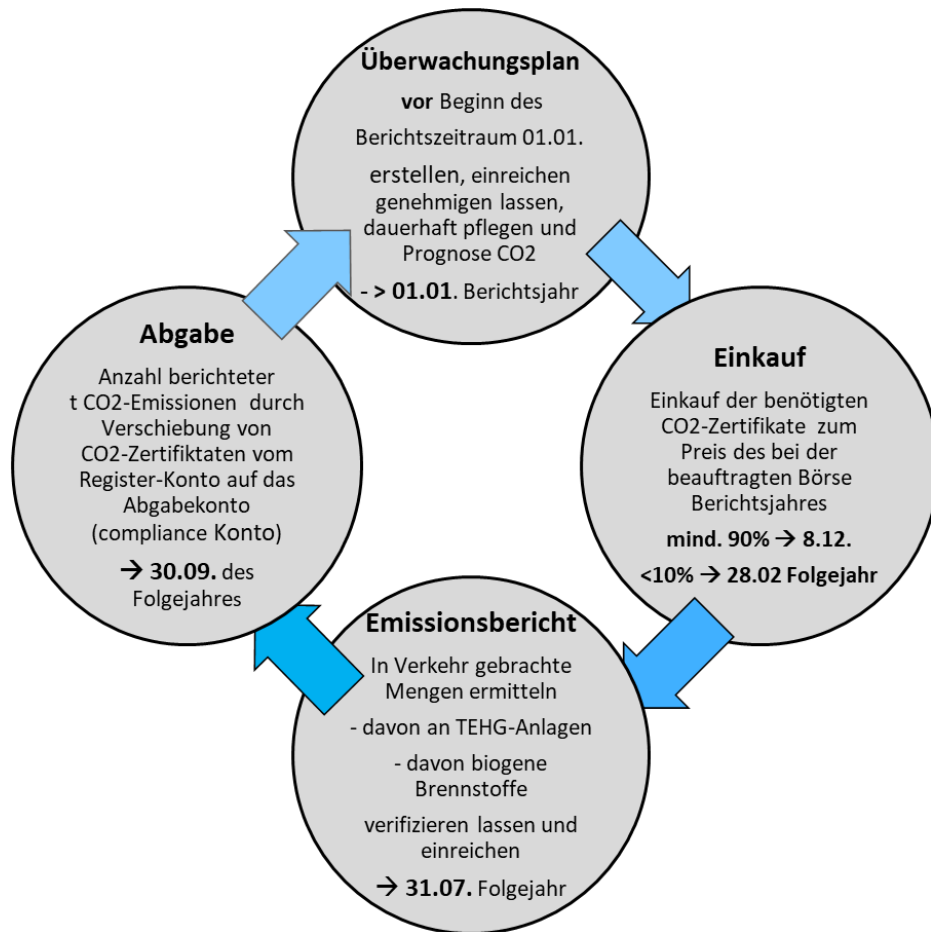 Überwachungsplan
vor Beginn des
Berichtszeitraum 01.01.
erstellen, einreichen
genehmigen lassen,
dauerhaft pflegen und
Prognose CO2
- > 01.01. Berichtsjahr
Einkauf
Einkauf der benötigten
CO2-Zertifikate zum
Preis des bei der
beauftragten Börse
Berichtsjahres
mind. 90% → 8.12.
<10% → 28.02 Folgejahr
Emissionsbericht
In Verkehr gebrachte
Mengen ermitteln
- davon an TEHG-Anlagen
- davon biogene
Brennstoffe
verifizieren lassen und
einreichen
→ 31.07. Folgejahr
Abgabe
Anzahl berichteter
t CO2-Emissionen durch
Verschiebung von
CO2-Zertifiktaten vom
Register-Konto auf das
Abgabekonto
(compliance Konto)
→ 30.09. des
Folgejahres